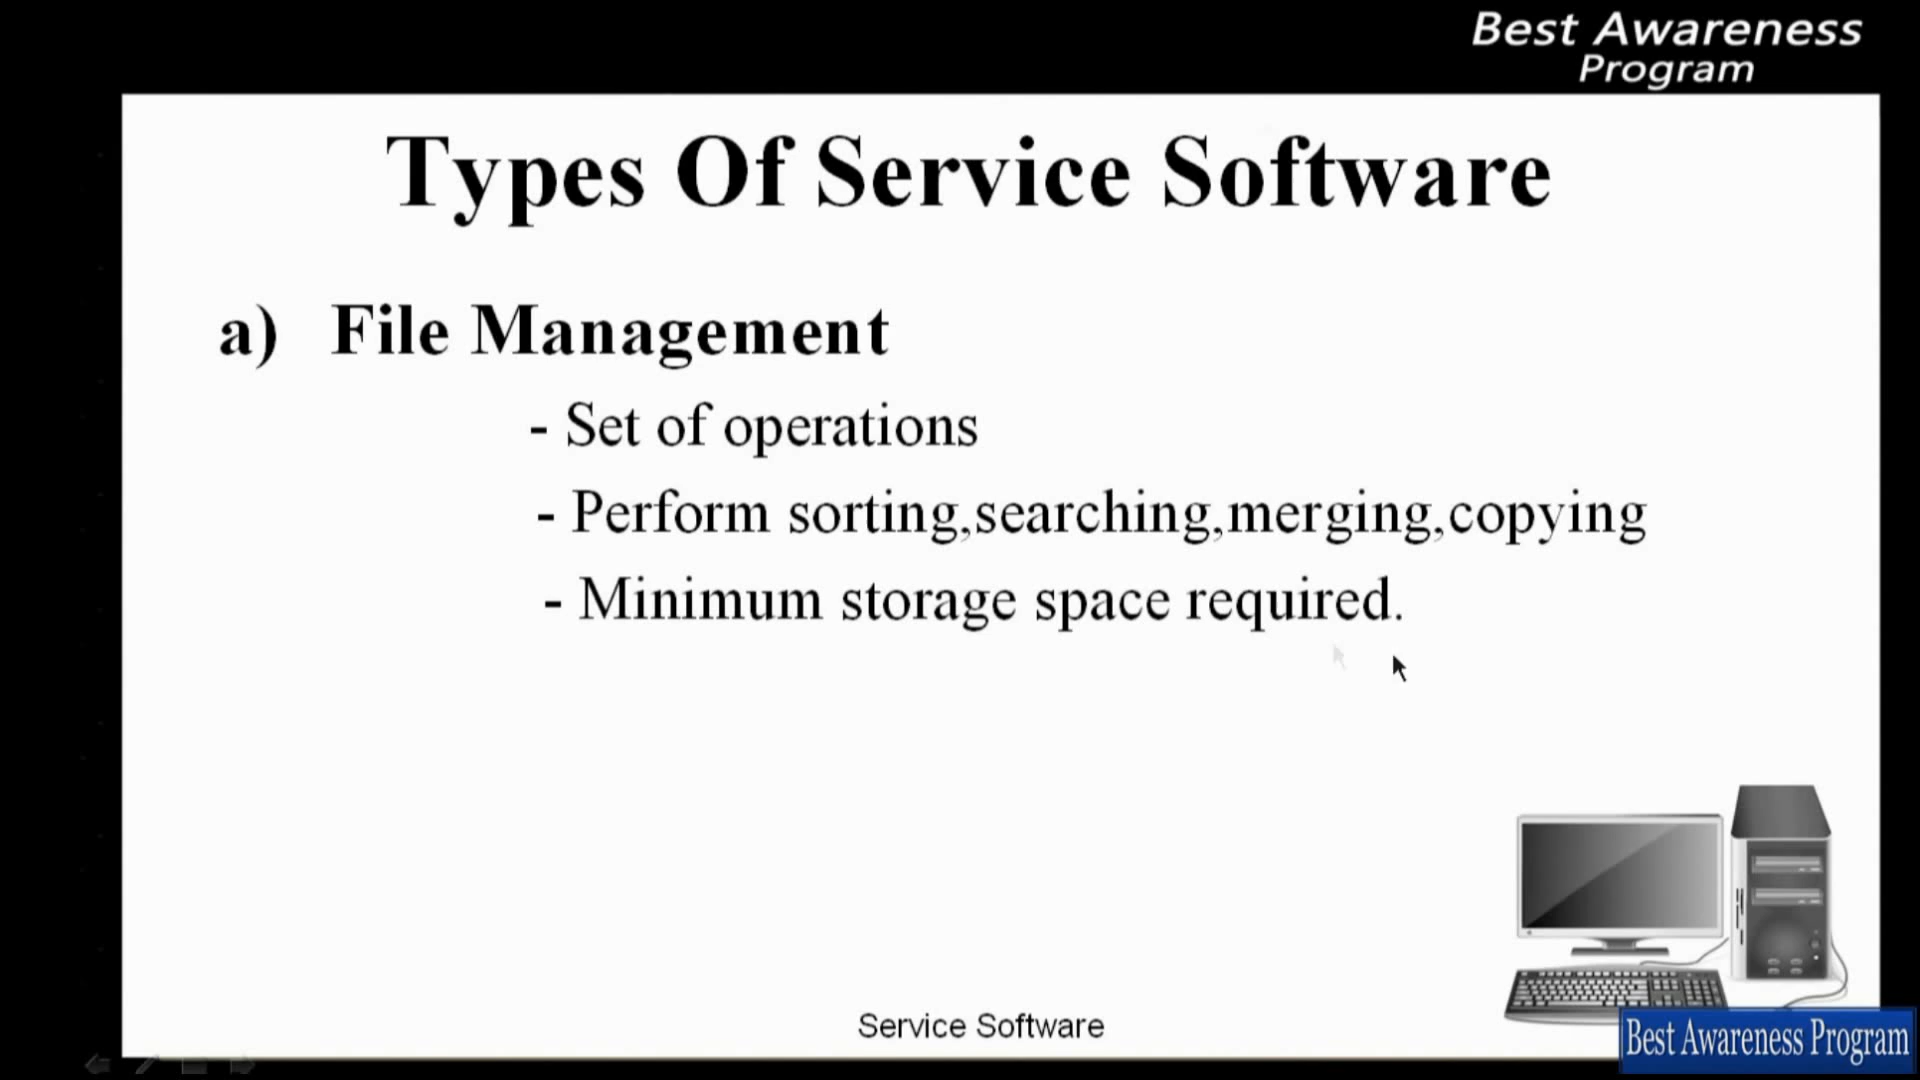 Best Awareness
Program
Types Of Service Software
a) File Management
- Set of operations
- Perform sorting,searching,merging,copying
- Minimum storage space required.
Service Software
Best Awareness Program